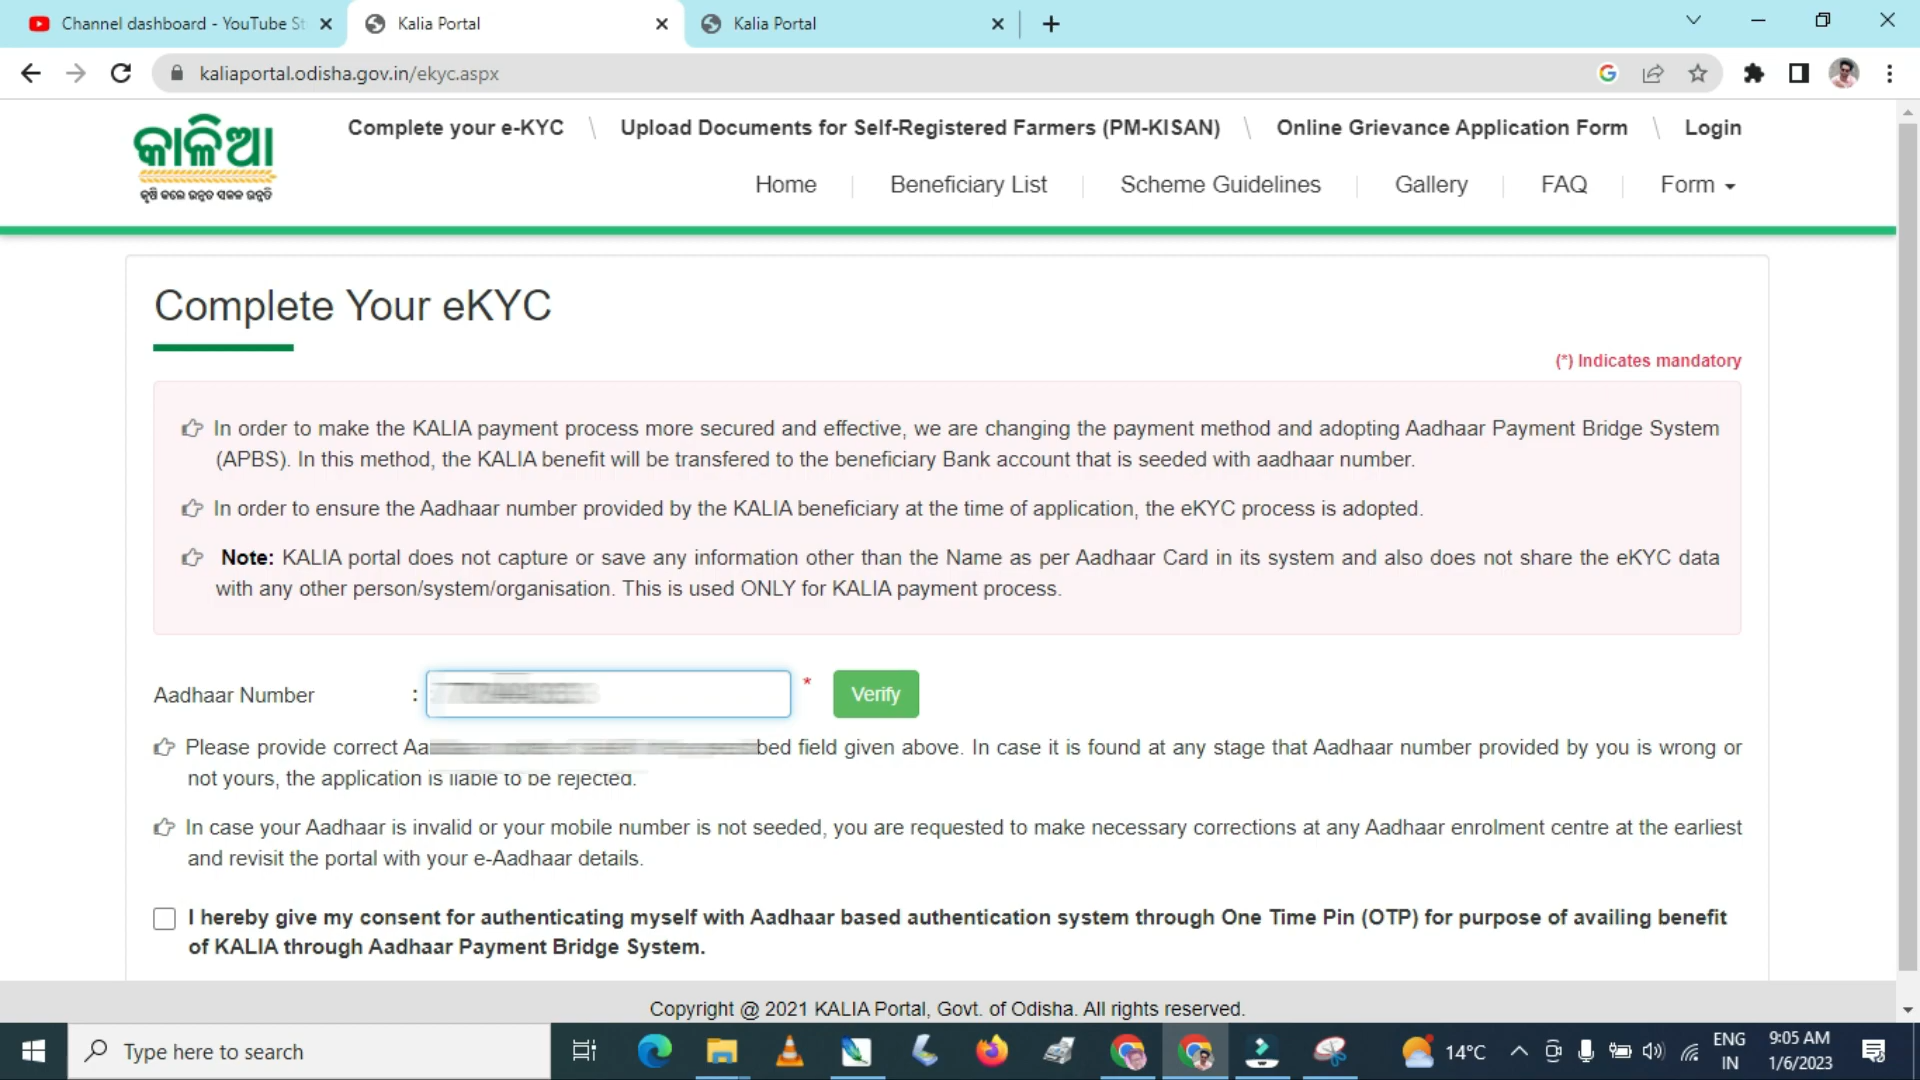 Channel dashboard - YouTube St
Kalia Portal
Kalia Portal
kaliaportal.odisha.gov.in/ekyc.aspx
କାଳିଆ
କୃଷି କଲେ ଉନ୍ନତ ସକଳ ଉନ୍ନତି
Complete your e-KYC \ Upload Documents for Self-Registered Farmers (PM-KISAN) \ Online Grievance Application Form \ Login
Home | Beneficiary List | Scheme Guidelines | Gallery | FAQ | Form
Complete Your eKYC
(*) Indicates mandatory
In order to make the KALIA payment process more secured and effective, we are changing the payment method and adopting Aadhaar Payment Bridge System
(APBS). In this method, the KALIA benefit will be transfered to the beneficiary Bank account that is seeded with aadhaar number.
In order to ensure the Aadhaar number provided by the KALIA beneficiary at the time of application, the eKYC process is adopted.
Note: KALIA portal does not capture or save any information other than the Name as per Aadhaar Card in its system and also does not share the eKYC data
with any other person/system/organisation. This is used ONLY for KALIA payment process.
Aadhaar Number : * Verify
Please provide correct field given above. In case it is found at any stage that Aadhaar number provided by you is wrong or
not yours, the application is liable to be rejected.
In case your Aadhaar is invalid or your mobile number is not seeded, you are requested to make necessary corrections at any Aadhaar enrolment centre at the earliest
and revisit the portal with your e-Aadhaar details.
I hereby give my consent for authenticating myself with Aadhaar based authentication system through One Time Pin (OTP) for purpose of availing benefit
of KALIA through Aadhaar Payment Bridge System.
Copyright @ 2021 KALIA Portal, Govt. of Odisha. All rights reserved.
Type here to search
14°C
ENG
IN
9:05 AM
1/6/2023